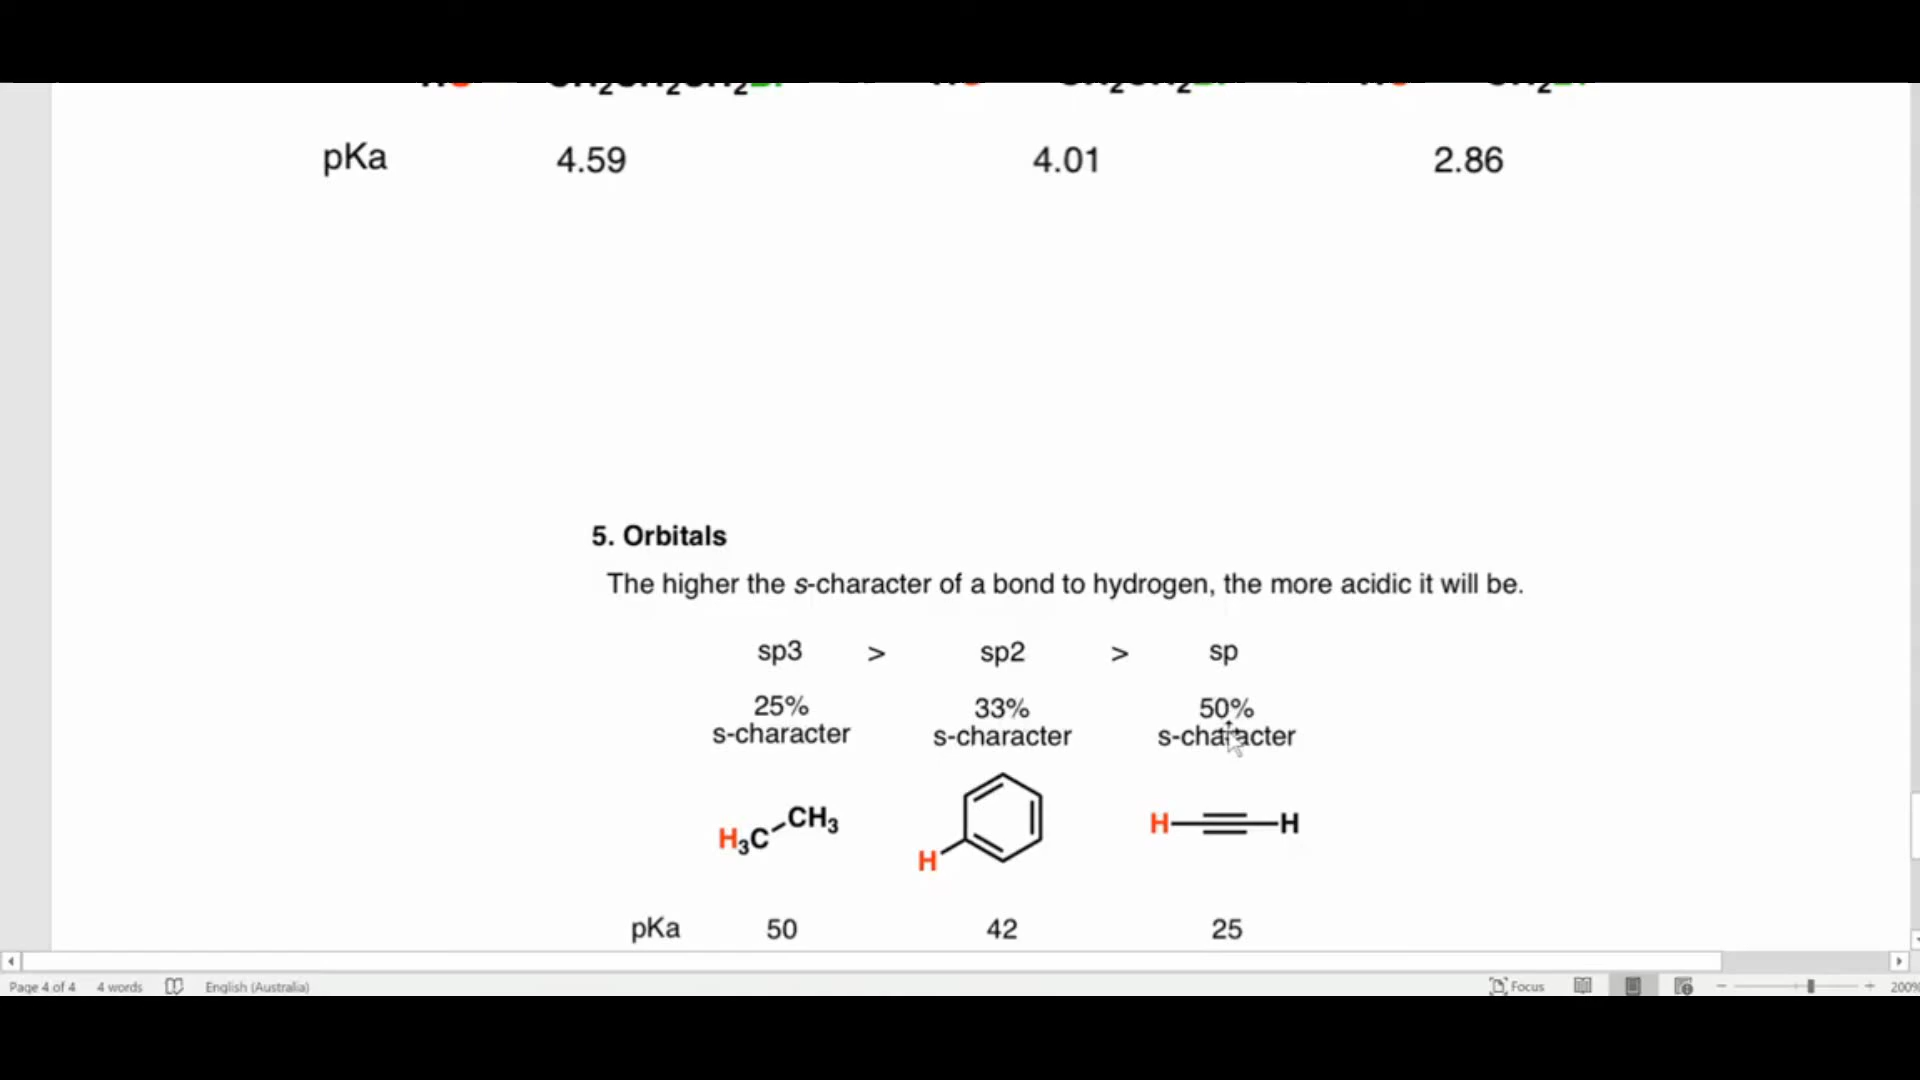 pKa 4.59 4.01 2.86
5. Orbitals
The higher the s-character of a bond to hydrogen, the more acidic it will be.
sp3 > sp2 > sp
25% 33% 50%
s-character s-character s-character
H3C CH3 H H H
pKa 50 42 25
Page 4 of 4 4 words English (Australia) Focus 200%